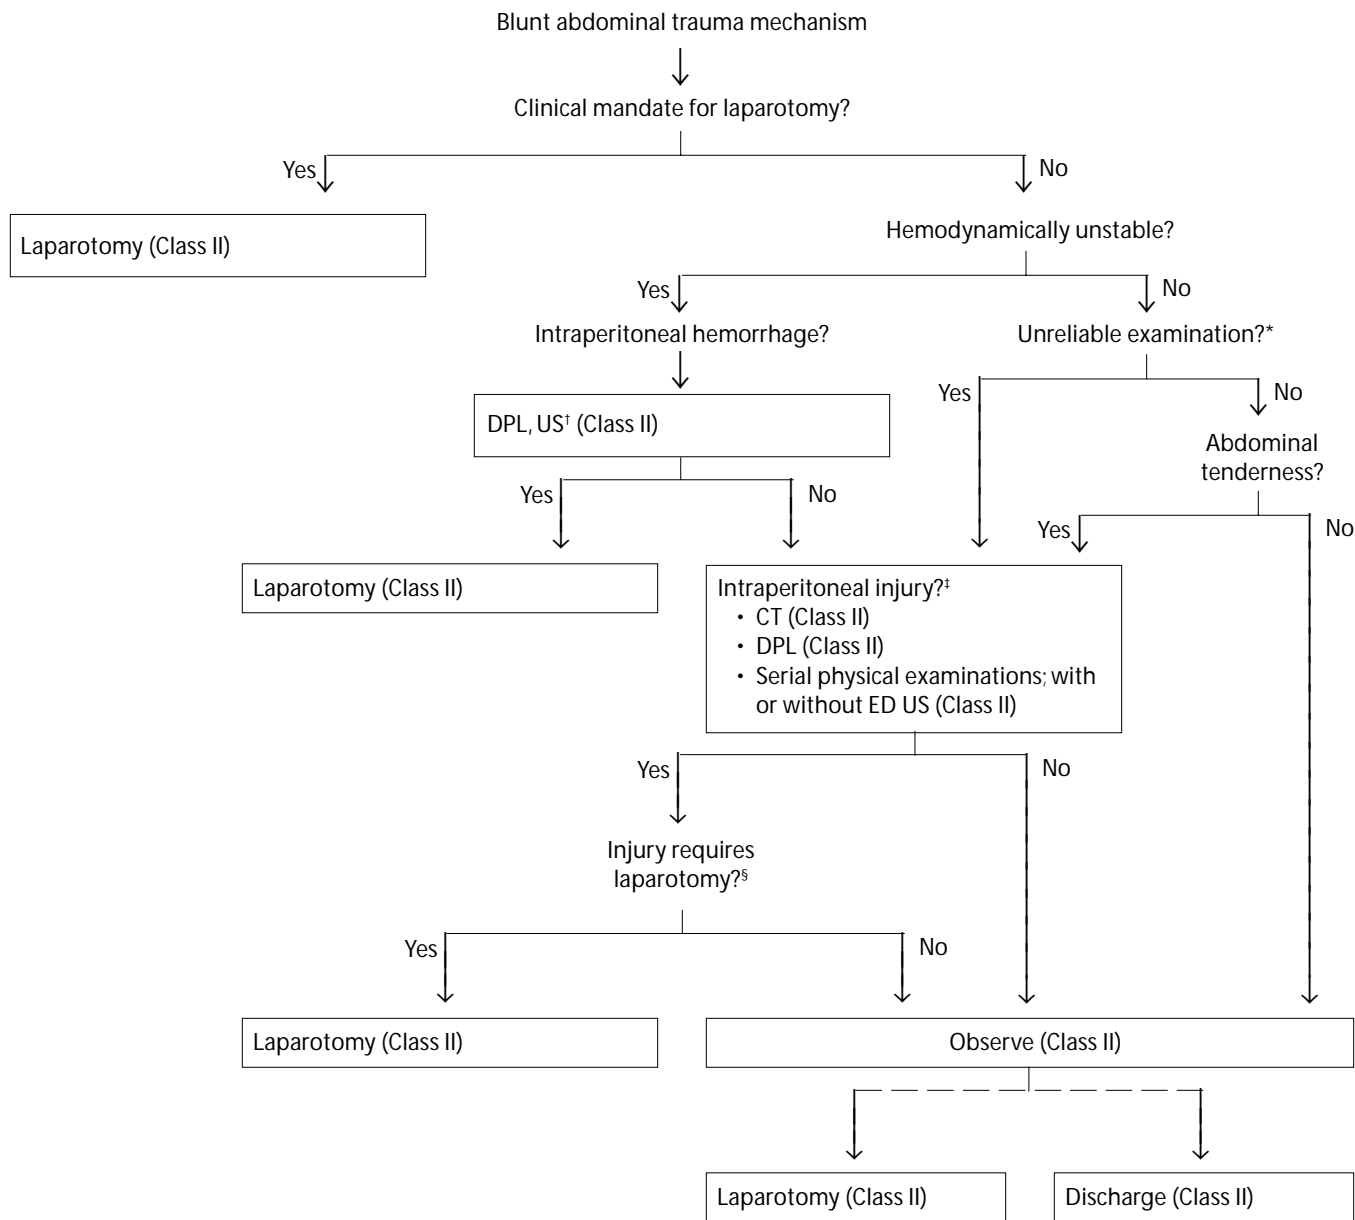 Blunt abdominal trauma mechanism
Clinical mandate for laparotomy?
Yes
No
Laparotomy (Class II)
Hemodynamically unstable?
Yes
No
Intraperitoneal hemorrhage?
Unreliable examination?*
Yes
No
DPL, US† (Class II)
Abdominal
tenderness?
Yes
No
Yes
No
Laparotomy (Class II)
Intraperitoneal injury?‡
• CT (Class II)
• DPL (Class II)
• Serial physical examinations; with
or without ED US (Class II)
Yes
No
Injury requires
laparotomy?§
Yes
No
Laparotomy (Class II)
Observe (Class II)
Laparotomy (Class II)
Discharge (Class II)